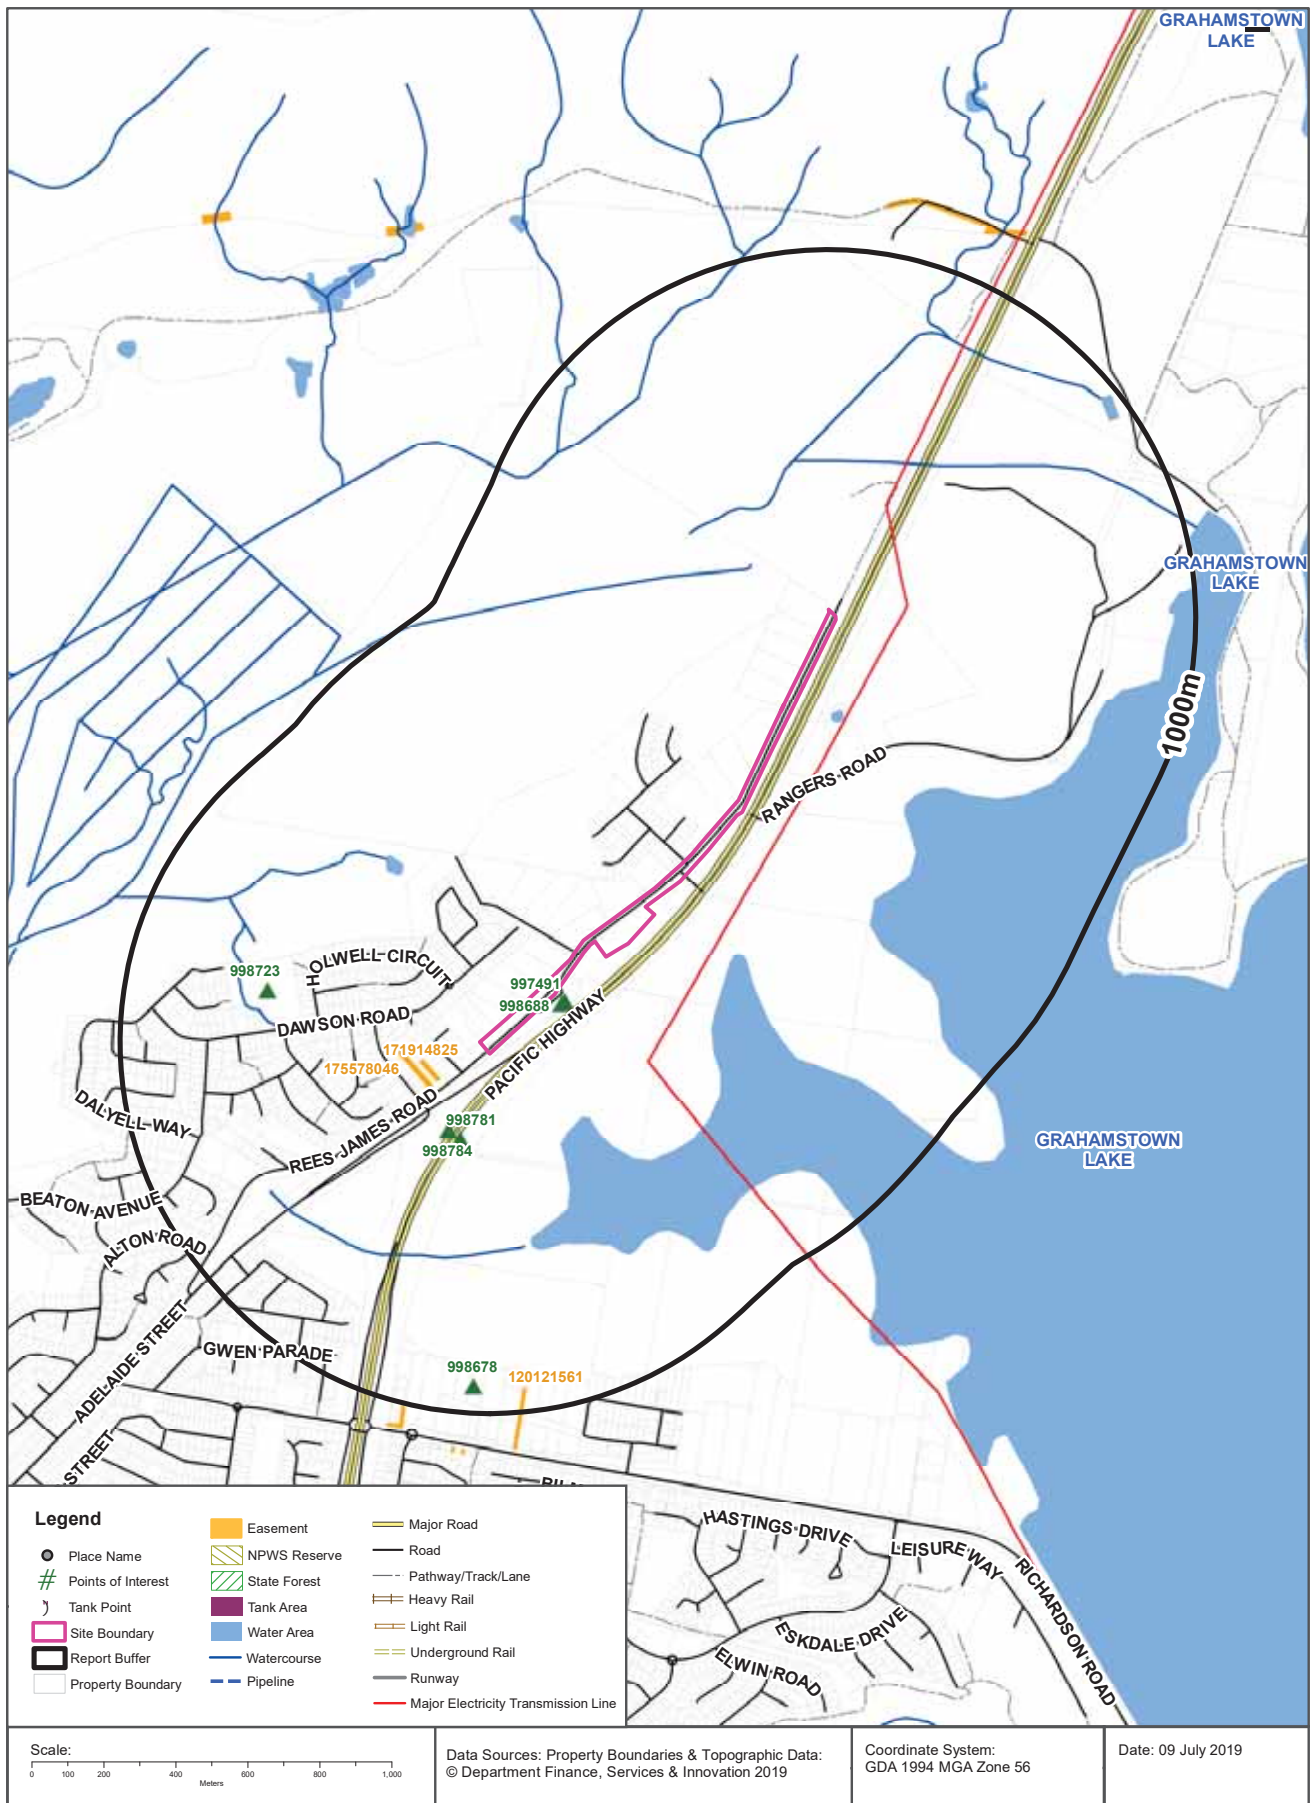 GRAHAMSTOWN
LAKE
GRAHAMSTOWN
LAKE
1000m
RANGERS ROAD
HOLWELL CIRCUIT
998723
997491
998688
DAWSON ROAD
PACIFIC HIGHWAY
171914825
175578046
DALYELL WAY
REES JAMES ROAD
998781
998784
GRAHAMSTOWN
LAKE
BEATON AVENUE
ALTON ROAD
ADELAIDE STREET
GWEN PARADE
998678
120121561
STREET
HASTINGS DRIVE
LEISURE WAY
RICHARDSON ROAD
ESKDALE DRIVE
ELWIN ROAD
Legend
Place Name
Points of Interest
Tank Point
Site Boundary
Report Buffer
Property Boundary
Easement
NPWS Reserve
State Forest
Tank Area
Water Area
Watercourse
Pipeline
Major Road
Road
Pathway/Track/Lane
Heavy Rail
Light Rail
Underground Rail
Runway
Major Electricity Transmission Line
Scale:
0 100 200 400 600 800 1,000
Meters
Data Sources: Property Boundaries & Topographic Data:
© Department Finance, Services & Innovation 2019
Coordinate System:
GDA 1994 MGA Zone 56
Date: 09 July 2019